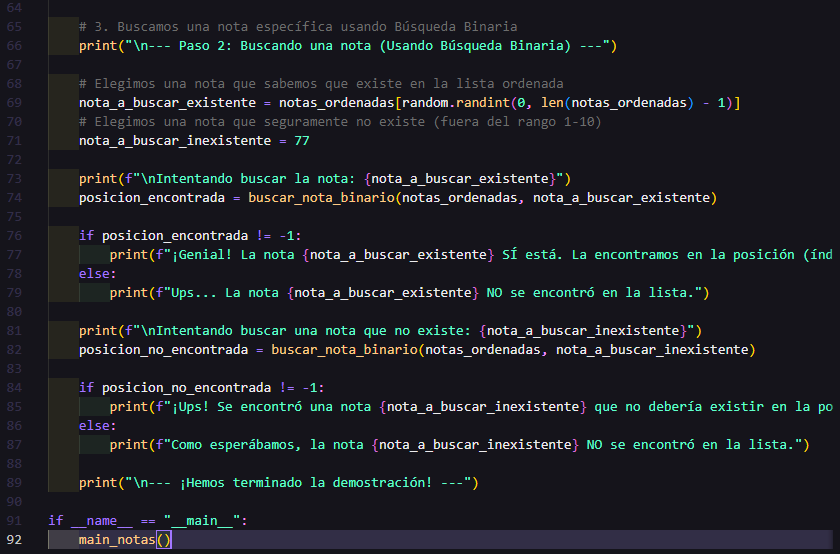 64
65 # 3. Buscamos una nota específica usando Búsqueda Binaria
66 print("\n--- Paso 2: Buscando una nota (Usando Búsqueda Binaria) ---")
67
68 # Elegimos una nota que sabemos que existe en la lista ordenada
69 nota_a_buscar_existente = notas_ordenadas[random.randint(0, len(notas_ordenadas) - 1)]
70 # Elegimos una nota que seguramente no existe (fuera del rango 1-10)
71 nota_a_buscar_inexistente = 77
72
73 print(f"\nIntentando buscar la nota: {nota_a_buscar_existente}")
74 posicion_encontrada = buscar_nota_binario(notas_ordenadas, nota_a_buscar_existente)
75
76 if posicion_encontrada != -1:
77 print(f"¡Genial! La nota {nota_a_buscar_existente} SÍ está. La encontramos en la posición (índ
78 else:
79 print(f"Ups... La nota {nota_a_buscar_existente} NO se encontró en la lista.")
80
81 print(f"\nIntentando buscar una nota que no existe: {nota_a_buscar_inexistente}")
82 posicion_no_encontrada = buscar_nota_binario(notas_ordenadas, nota_a_buscar_inexistente)
83
84 if posicion_no_encontrada != -1:
85 print(f"¡Ups! Se encontró una nota {nota_a_buscar_inexistente} que no debería existir en la po
86 else:
87 print(f"Como esperábamos, la nota {nota_a_buscar_inexistente} NO se encontró en la lista.")
88
89 print("\n--- ¡Hemos terminado la demostración! ---")
90
91 if __name__ == "__main__":
92 main_notas()